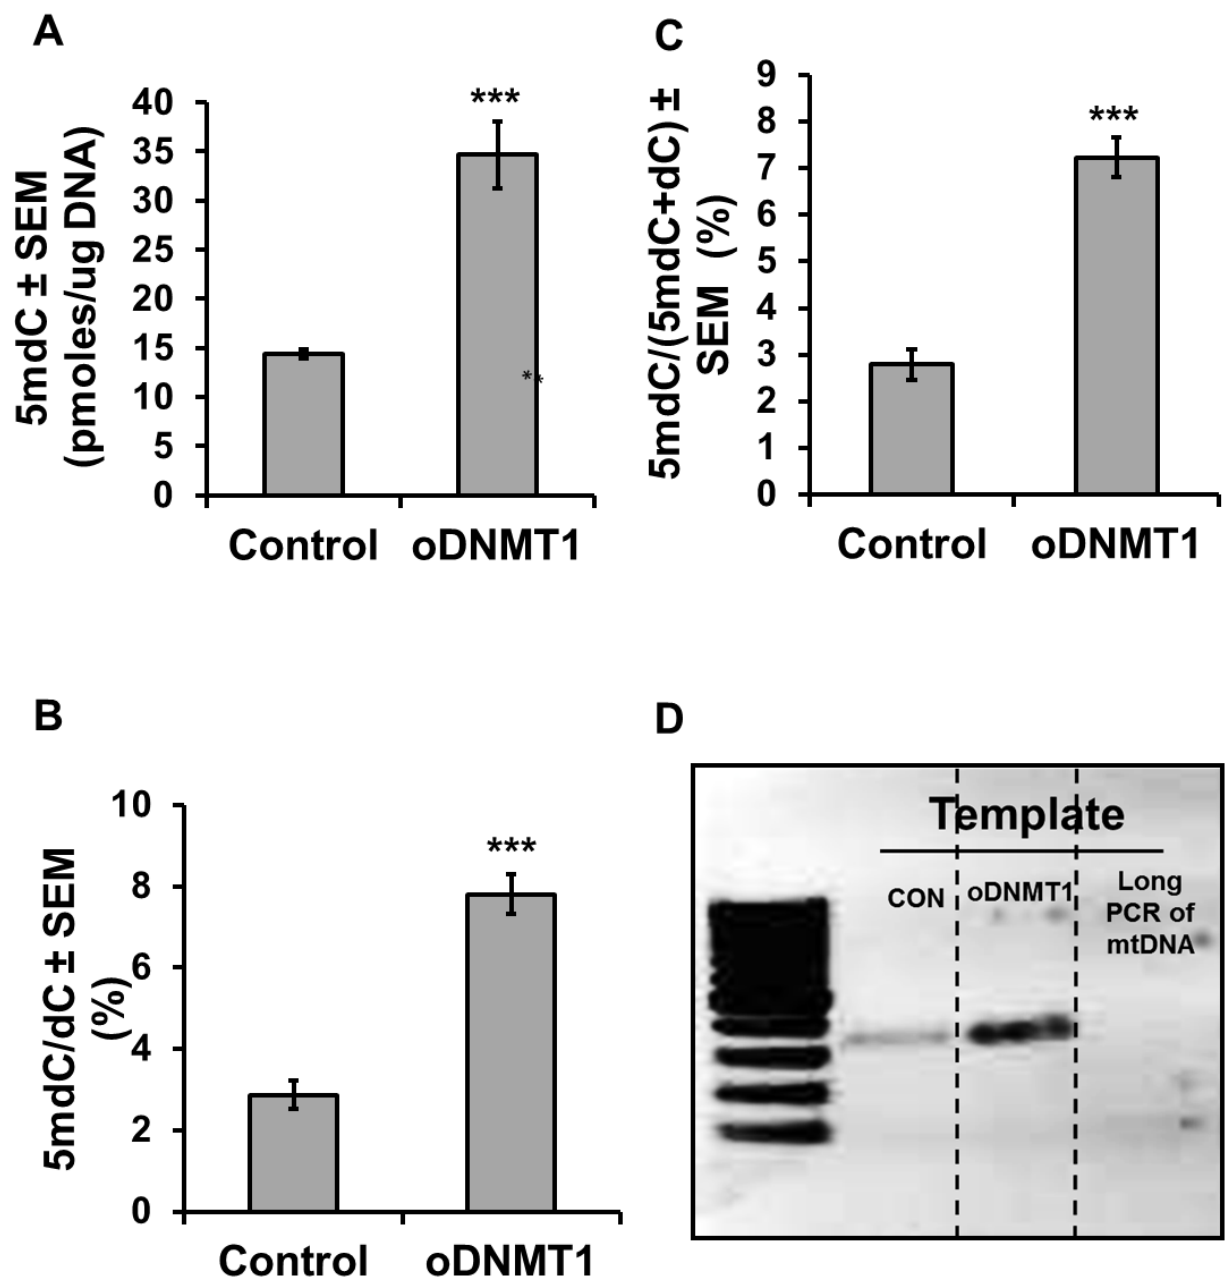 A
5mdC ± SEM
(pmoles/ug DNA)
40
35
30
25
20
15
10
5
0
***
**
Control
oDNMT1
C
5mdC/(5mdC+dC) ±
SEM (%)
9
8
7
6
5
4
3
2
1
0
***
Control
oDNMT1
B
5mdC/dC ± SEM
(%)
10
8
6
4
2
0
***
Control
oDNMT1
D
Template
CON
oDNMT1
Long
PCR of
mtDNA